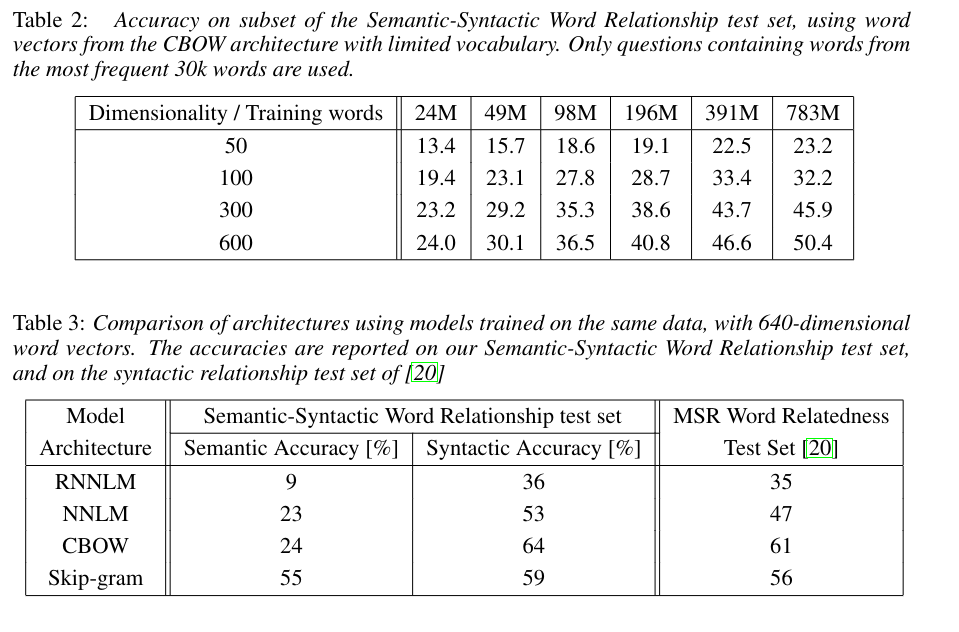 Table 2: Accuracy on subset of the Semantic-Syntactic Word Relationship test set, using word
vectors from the CBOW architecture with limited vocabulary. Only questions containing words from
the most frequent 30k words are used.
Dimensionality / Training words 24M 49M 98M 196M 391M 783M
50 13.4 15.7 18.6 19.1 22.5 23.2
100 19.4 23.1 27.8 28.7 33.4 32.2
300 23.2 29.2 35.3 38.6 43.7 45.9
600 24.0 30.1 36.5 40.8 46.6 50.4
Table 3: Comparison of architectures using models trained on the same data, with 640-dimensional
word vectors. The accuracies are reported on our Semantic-Syntactic Word Relationship test set,
and on the syntactic relationship test set of [20]
Model Semantic-Syntactic Word Relationship test set MSR Word Relatedness
Architecture Semantic Accuracy [%] Syntactic Accuracy [%] Test Set [20]
RNNLM 9 36 35
NNLM 23 53 47
CBOW 24 64 61
Skip-gram 55 59 56